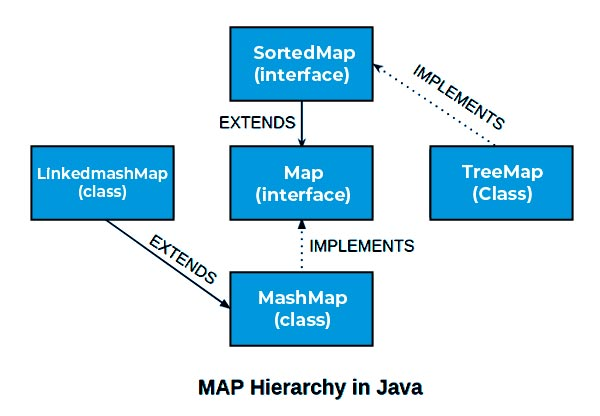 SortedMap
(interface)
IMPLEMENTS
EXTENDS
LinkedmashMap
(class)
Map
(interface)
TreeMap
(Class)
EXTENDS
IMPLEMENTS
MashMap
(class)
MAP Hierarchy in Java